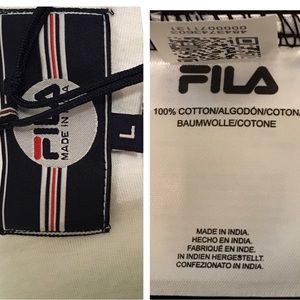 FILA
MADE IN INDIA
L
FILA
100% COTTON/ALGODÓN/COTON/
BAUMWOLLE/COTONE
MADE IN INDIA.
HECHO EN INDIA.
FABRIQUÉ EN INDE.
IN INDIEN HERGESTELLT.
CONFEZIONATO IN INDIA.